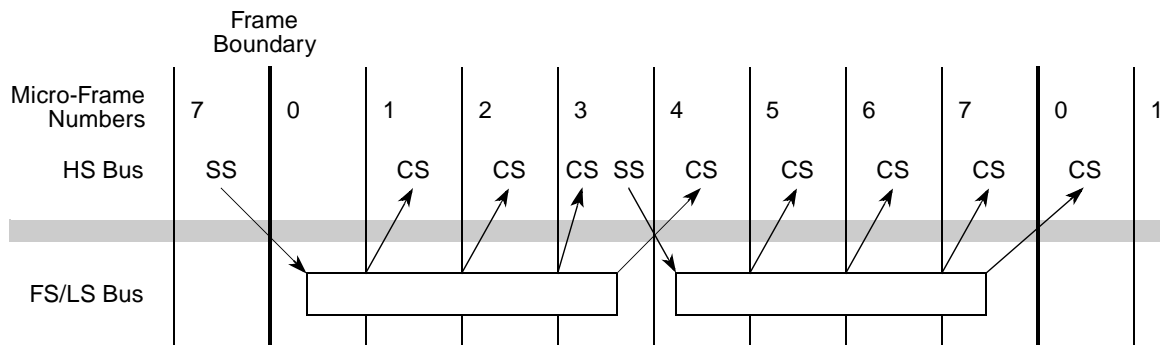 Frame
Boundary
Micro-Frame
Numbers
7 0 1 2 3 4 5 6 7 0 1
HS Bus SS CS CS CS SS CS CS CS CS CS
FS/LS Bus